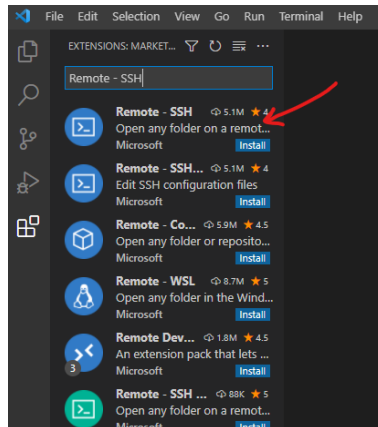 File Edit Selection View Go Run Terminal Help
EXTENSIONS: MARKET...
Remote - SSH
Remote - SSH 5.1M ★ 4
Open any folder on a remot...
Microsoft Install
Remote - SSH... 5.1M ★ 4
Edit SSH configuration files
Microsoft Install
Remote - Co... 5.9M ★ 4.5
Open any folder or reposito...
Microsoft Install
Remote - WSL 8.7M ★ 5
Open any folder in the Wind...
Microsoft Install
Remote Dev... 1.8M ★ 4.5
An extension pack that lets ...
3 Microsoft Install
Remote - SSH ... 88K ★ 5
Open any folder on a remot...
Microsoft Install